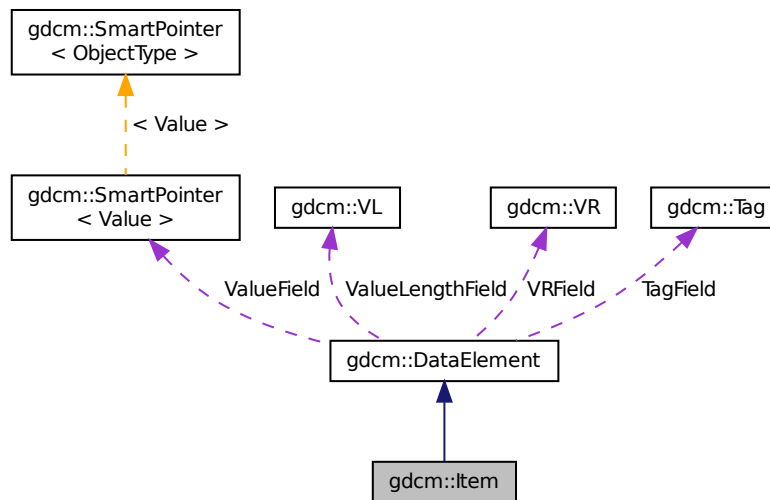 gdcm::SmartPointer
< ObjectType >
< Value >
gdcm::SmartPointer
< Value >
gdcm::VL
gdcm::VR
gdcm::Tag
ValueField
ValueLengthField
VRField
TagField
gdcm::DataElement
gdcm::Item